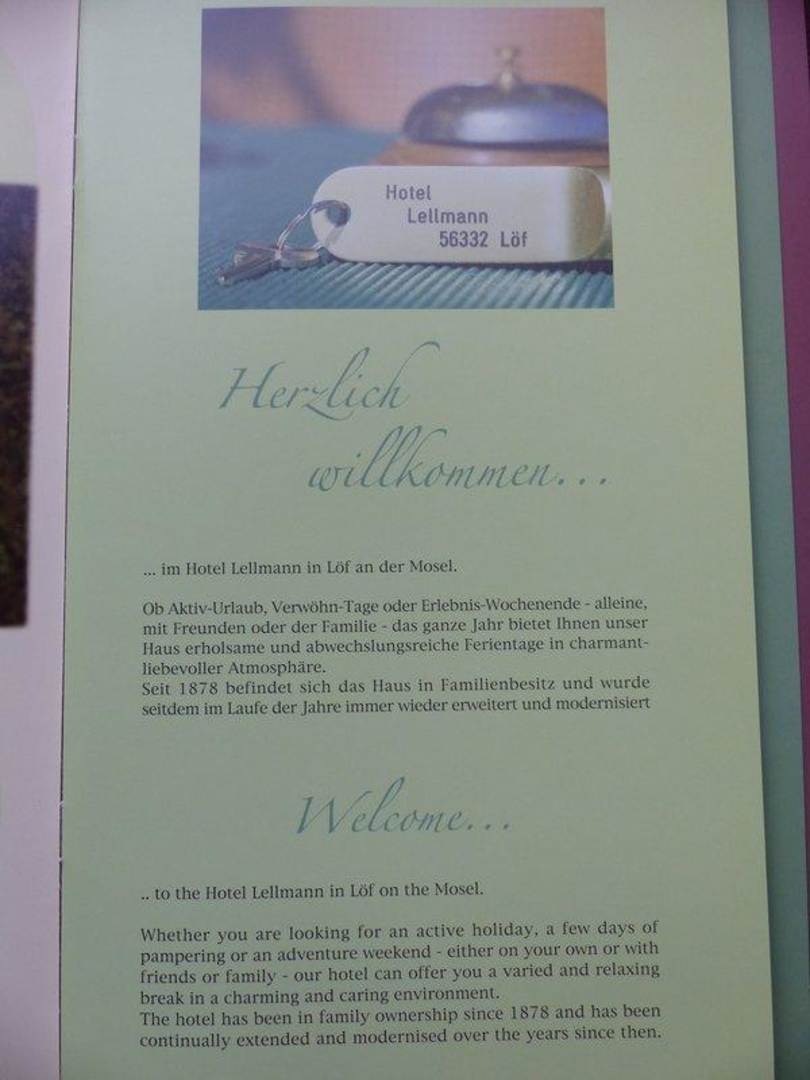 Hotel
Lellmann
56332 Löf
Herzlich
willkommen...
... im Hotel Lellmann in Löf an der Mosel.
Ob Aktiv-Urlaub, Verwöhn-Tage oder Erlebnis-Wochenende - alleine,
mit Freunden oder der Familie - das ganze Jahr bietet Ihnen unser
Haus erholsame und abwechslungsreiche Ferientage in charmant-
liebevoller Atmosphäre.
Seit 1878 befindet sich das Haus in Familienbesitz und wurde
seitdem im Laufe der Jahre immer wieder erweitert und modernisiert
Welcome...
.. to the Hotel Lellmann in Löf on the Mosel.
Whether you are looking for an active holiday, a few days of
pampering or an adventure weekend - either on your own or with
friends or family - our hotel can offer you a varied and relaxing
break in a charming and caring environment.
The hotel has been in family ownership since 1878 and has been
continually extended and modernised over the years since then.